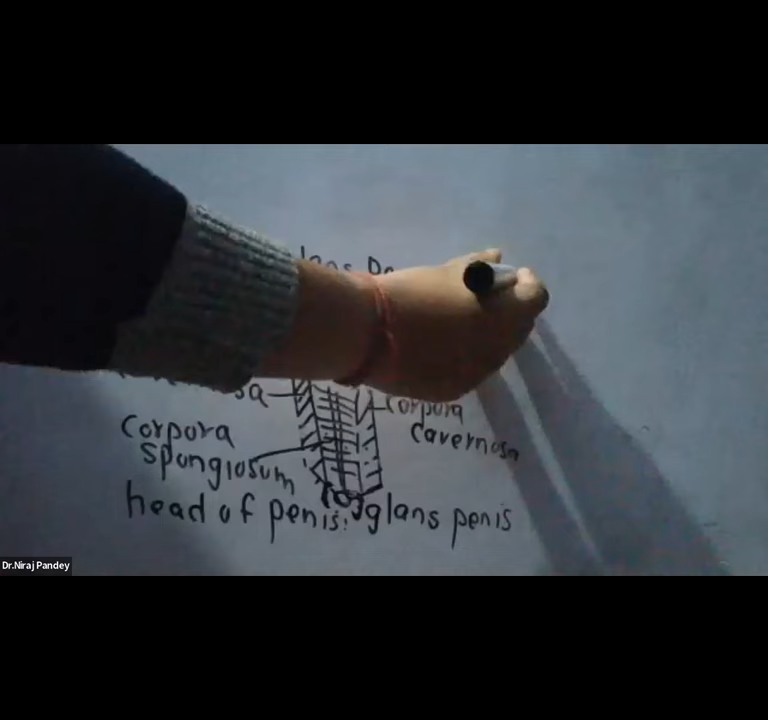 corpora
Corpora
cavernosa
spongiosum
head of penis: glans penis
Dr.Niraj Pandey